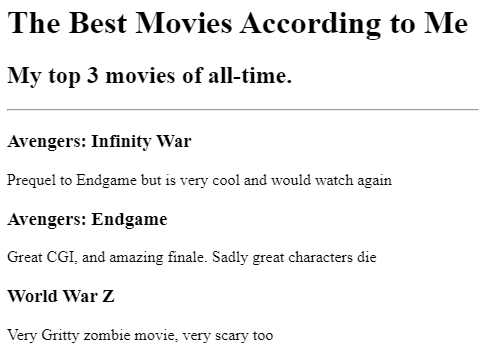 The Best Movies According to Me
My top 3 movies of all-time.
Avengers: Infinity War
Prequel to Endgame but is very cool and would watch again
Avengers: Endgame
Great CGI, and amazing finale. Sadly great characters die
World War Z
Very Gritty zombie movie, very scary too